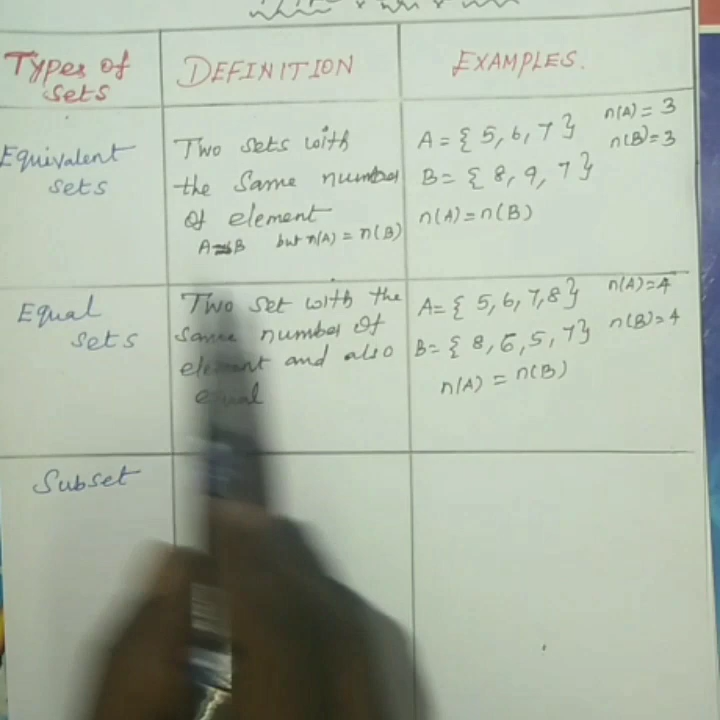 Types of sets
DEFINITION
EXAMPLES.
Equivalent sets
Two sets with
the same number
of element
but n(A) = n(B)
A = { 5, 6, 7 }
n(A) = 3
n(B) = 3
B = { 8, 9, 7 }
n(A) = n(B)
Equal sets
Two set with the
same number of
element and also
equal
A = { 5, 6, 7, 8 }
n(A) = 4
B = { 8, 6, 5, 7 }
n(B) = 4
n(A) = n(B)
Subset